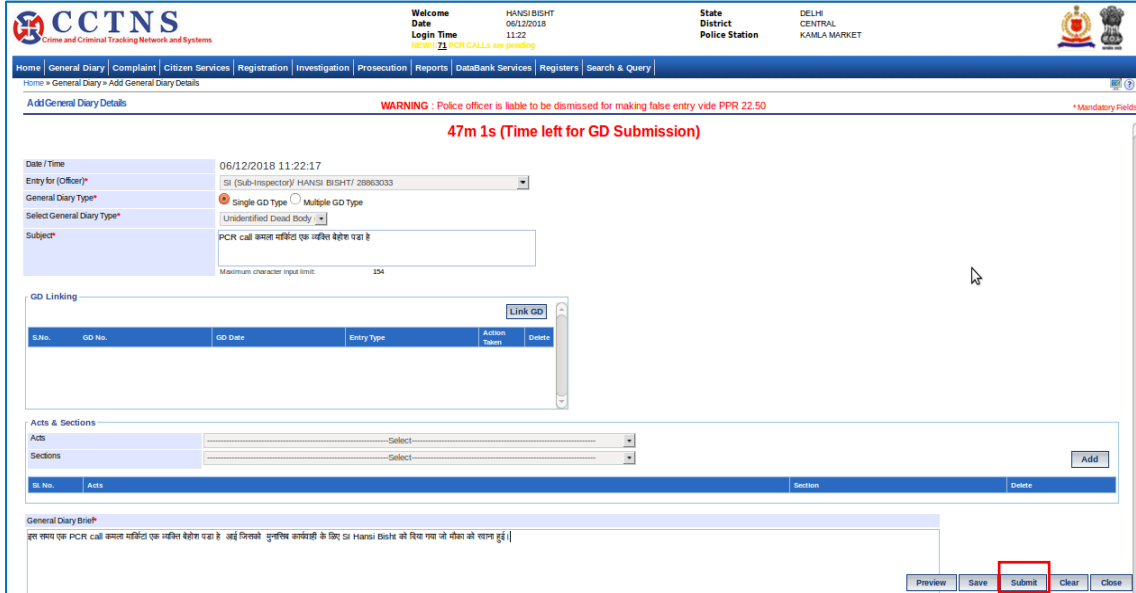 CCTNS
Crime and Criminal Tracking Network and Systems
Welcome HANSI BISHT State DELHI
Date 06/12/2018 District CENTRAL
Login Time 11:22 Police Station KAMLA MARKET
NEW!! 71 PCR CALLs are pending
Home General Diary Complaint Citizen Services Registration Investigation Prosecution Reports DataBank Services Registers Search & Query
Home » General Diary » Add General Diary Details
Add General Diary Details WARNING : Police officer is liable to be dismissed for making false entry vide PPR 22.50 * Mandatory Fields
47m 1s (Time left for GD Submission)
Date / Time 06/12/2018 11:22:17
Entry for (Officer)* SI (Sub-Inspector)/ HANSI BISHT/ 28863033
General Diary Type* Single GD Type Multiple GD Type
Select General Diary Type* Unidentified Dead Body
Subject* PCR call कमला मार्किटl एक व्यक्ति बेहोश पडा हे
Maximum character input limit: 154
GD Linking
Link GD
S.No. GD No. GD Date Entry Type Action Taken Delete
Acts & Sections
Acts Select
Sections Select
Add
Sl. No. Acts Section Delete
General Diary Brief*
इस समय एक PCR call कमला मार्किटl एक व्यक्ति बेहोश पडा हे आई जिसको मुनासिब कार्यवाही के लिए SI Hansi Bisht को दिया गया जो मौका को रवाना हुई।
Preview Save Submit Clear Close